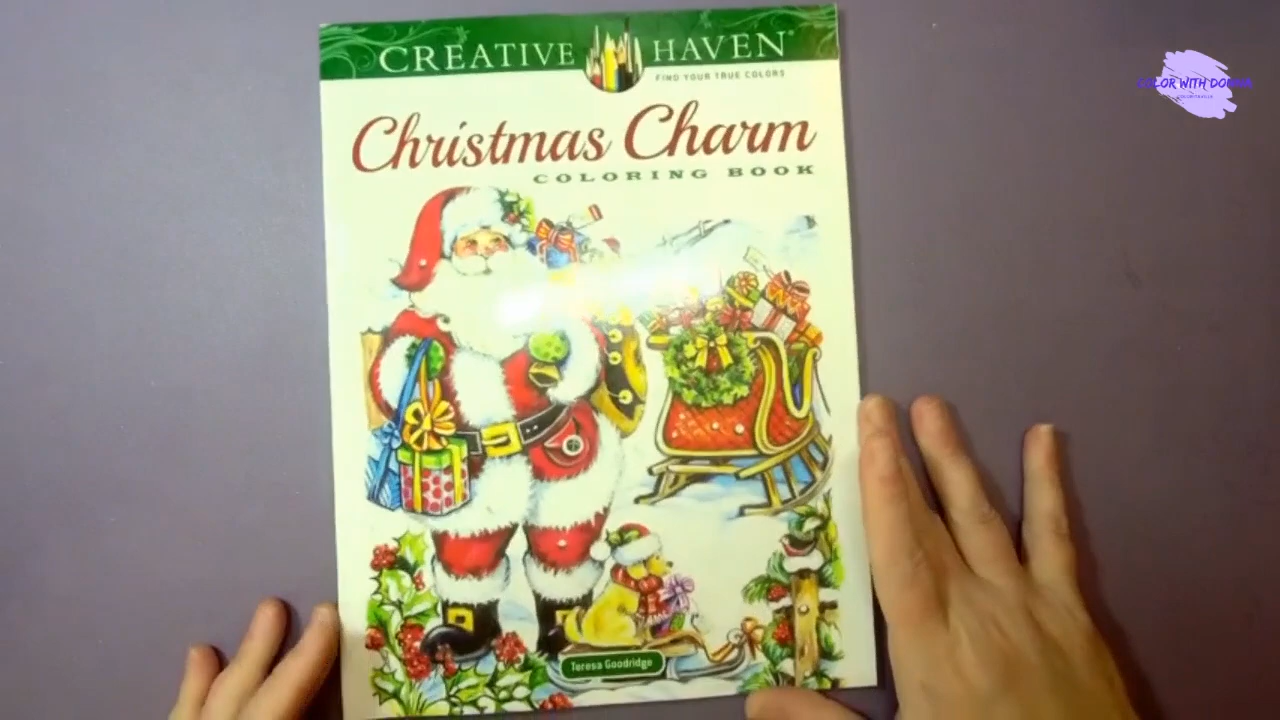 CREATIVE HAVEN®
FIND YOUR TRUE COLORS
Christmas Charm
COLORING BOOK
Teresa Goodridge
COLOR WITH DONNA